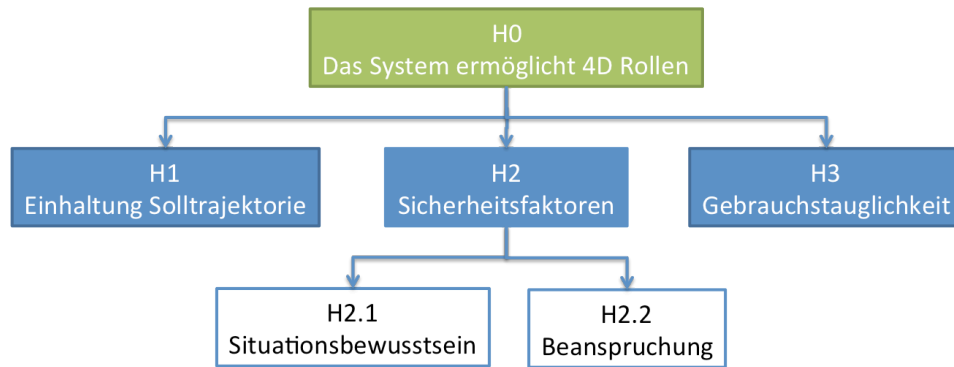 H0
Das System ermöglicht 4D Rollen
H1
Einhaltung Solltrajektorie
H2
Sicherheitsfaktoren
H3
Gebrauchstauglichkeit
H2.1
Situationsbewusstsein
H2.2
Beanspruchung